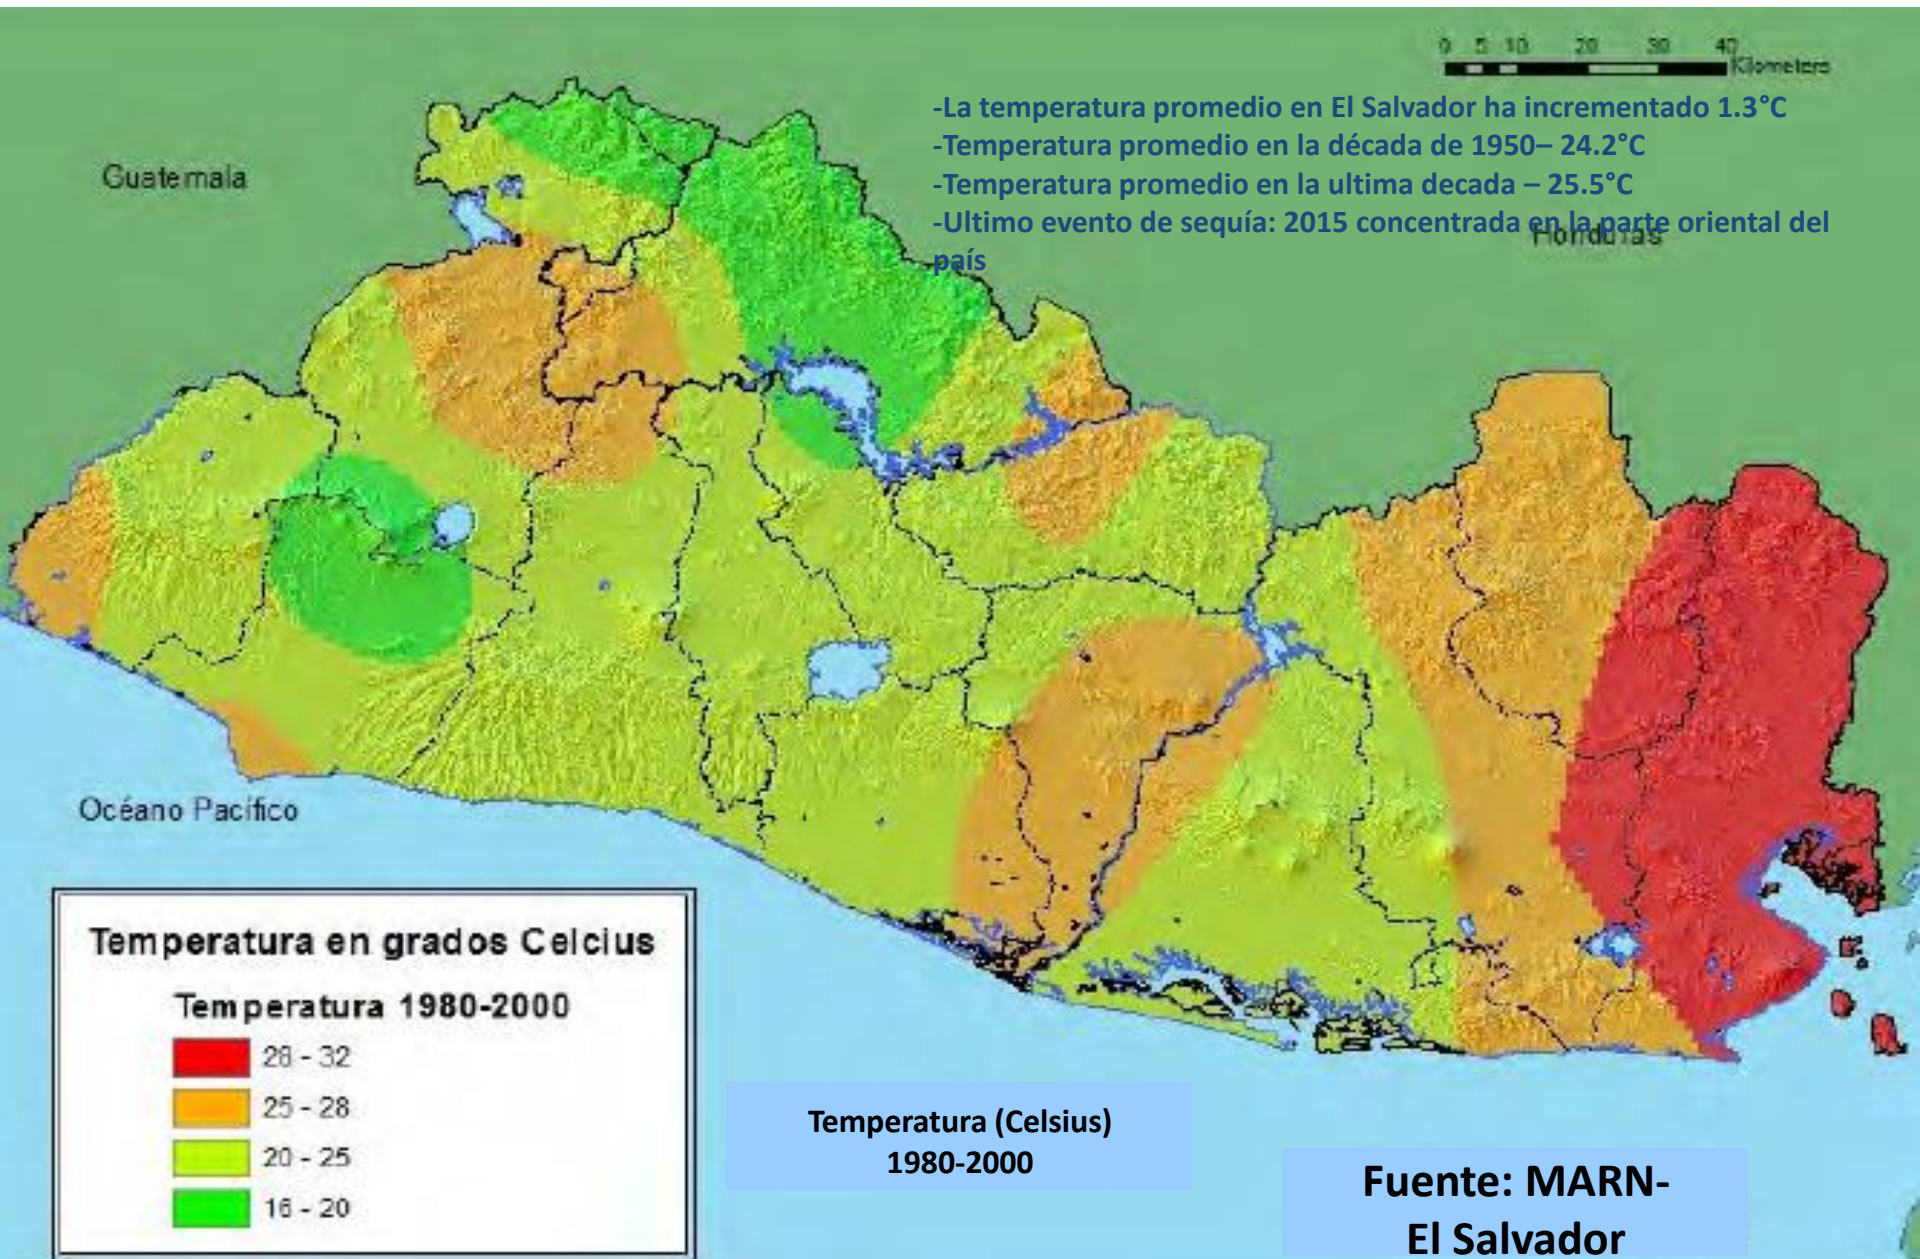 0 5 10 20 30 40
Kilometers
-La temperatura promedio en El Salvador ha incrementado 1.3°C
-Temperatura promedio en la década de 1950– 24.2°C
-Temperatura promedio en la ultima decada – 25.5°C
-Ultimo evento de sequía: 2015 concentrada en la parte oriental del
país
Guatemala
Honduras
Océano Pacífico
Temperatura en grados Celcius
Temperatura 1980-2000
28 - 32
25 - 28
20 - 25
16 - 20
Temperatura (Celsius)
1980-2000
Fuente: MARN-
El Salvador